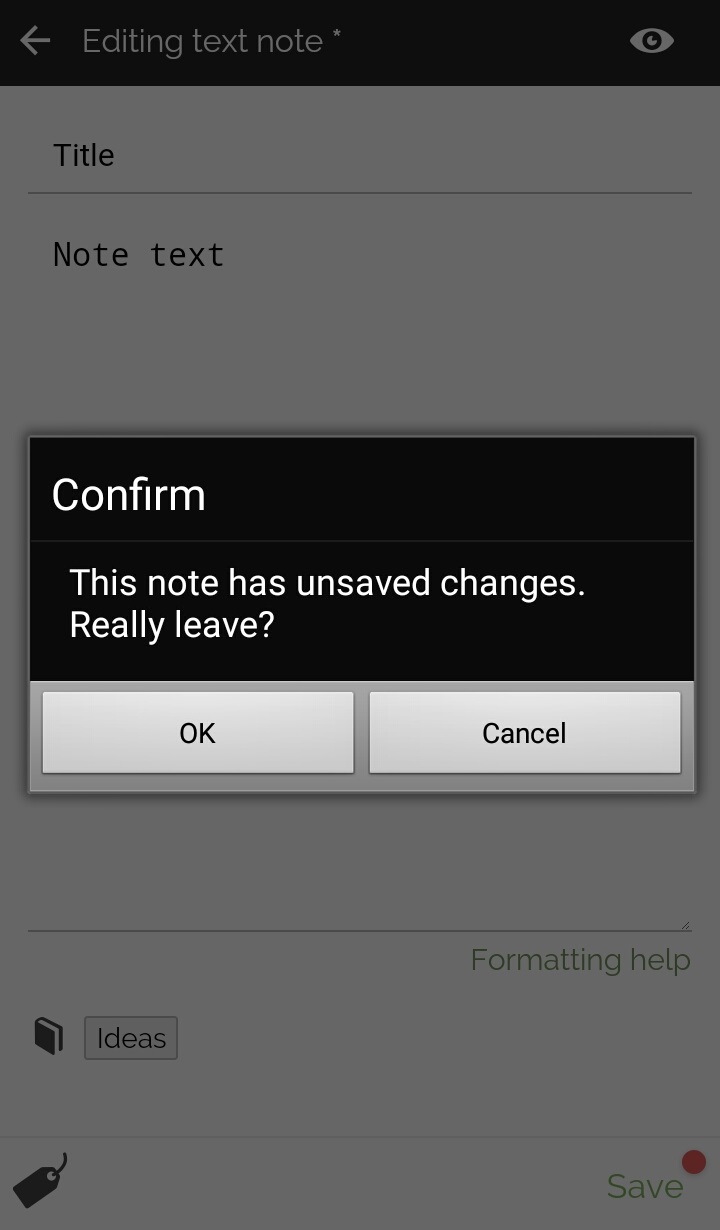 Editing text note *
Title
Note text
Confirm
This note has unsaved changes.
Really leave?
OK
Cancel
Formatting help
Ideas
Save